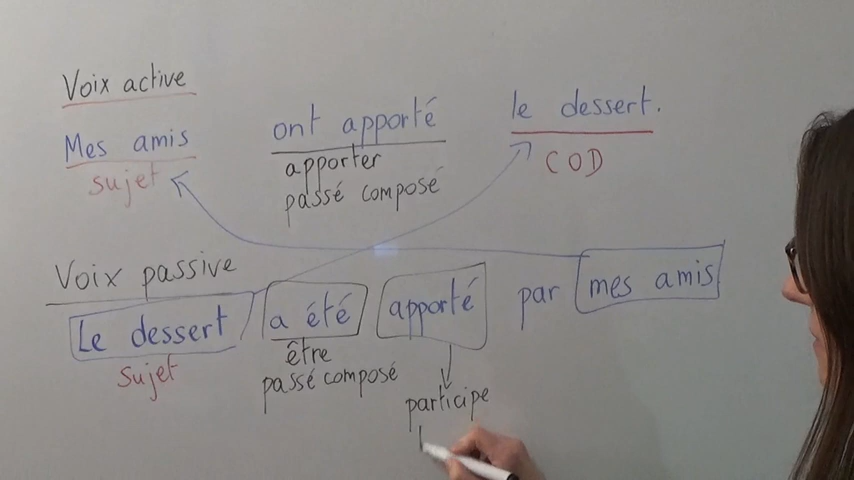 Voix active
Mes amis ont apporté le dessert.
sujet apporter COD
passé composé
Voix passive
Le dessert a été apporté par mes amis
sujet être
passé composé
participe